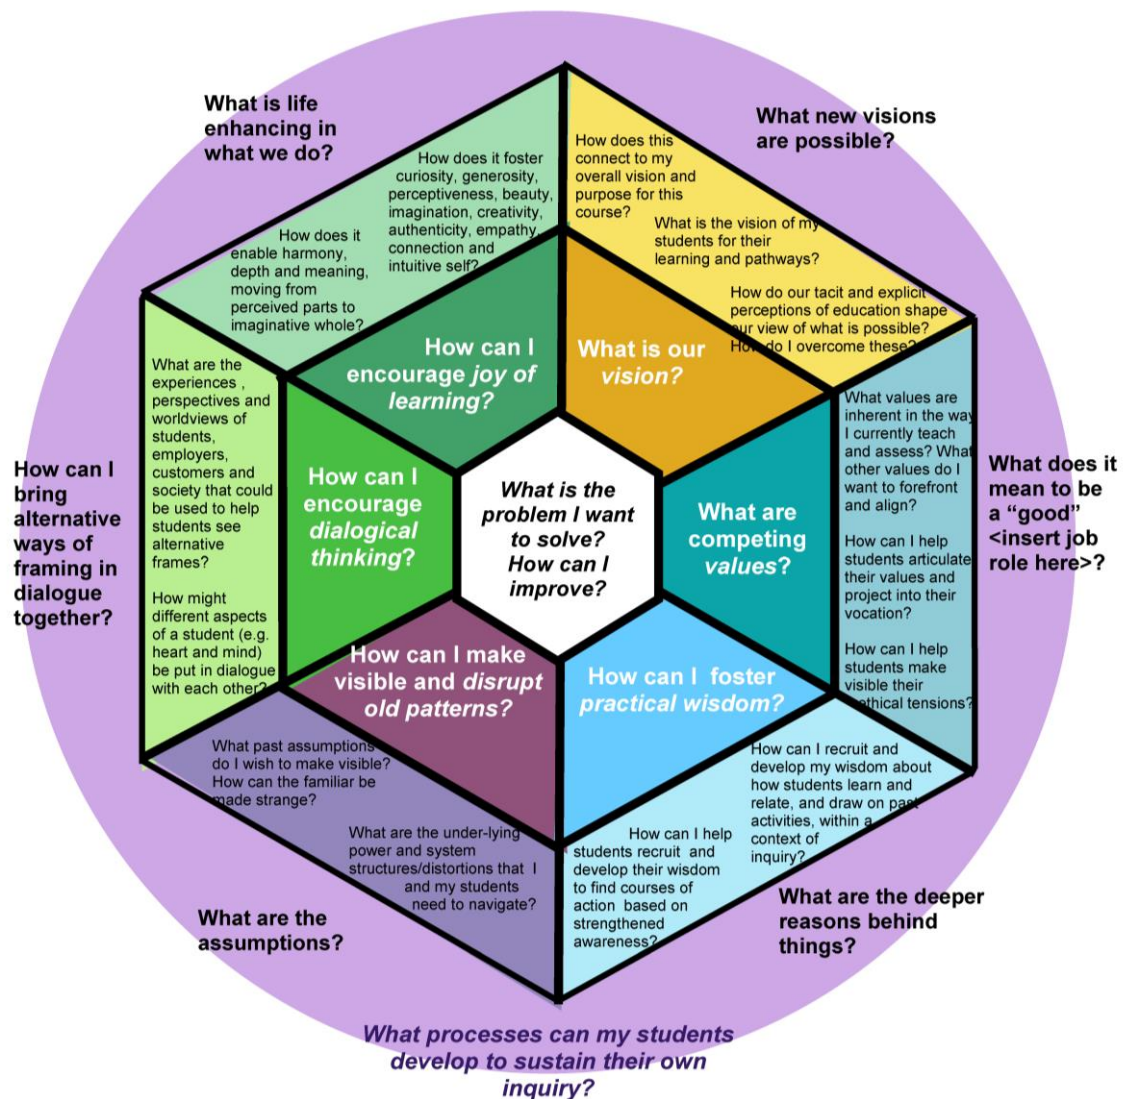 What is life
enhancing in
what we do?
What new visions
are possible?
How does it foster
curiosity, generosity,
perceptiveness, beauty,
imagination, creativity,
authenticity, empathy,
connection and
intuitive self?
How does it
enable harmony,
depth and meaning,
moving from
perceived parts to
imaginative whole?
How does this
connect to my
overall vision and
purpose for this
course?
What is the vision of my
students for their
learning and pathways?
How do our tacit and explicit
perceptions of education shape
our view of what is possible?
How do I overcome these?
How can I
encourage joy of
learning?
What is our
vision?
What are the
experiences ,
perspectives and
worldviews of
students,
employers,
customers and
society that could
be used to help
students see
alternative
frames?
How might
different aspects
of a student (e.g.
heart and mind)
be put in dialogue
with each other?
How can I
bring
alternative
ways of
framing in
dialogue
together?
How can I
encourage
dialogical
thinking?
What is the
problem I want
to solve?
How can I
improve?
What are
competing
values?
What values are
inherent in the way
I currently teach
and assess? What
other values do I
want to forefront
and align?
How can I help
students articulate
their values and
project into their
vocation?
How can I help
students make
visible their
ethical tensions?
What does it
mean to be
a “good”
<insert job
role here>?
How can I make
visible and disrupt
old patterns?
How can I foster
practical wisdom?
What past assumptions
do I wish to make visible?
How can the familiar be
made strange?
What are the under-lying
power and system
structures/distortions that I
and my students
need to navigate?
How can I recruit and
develop my wisdom about
how students learn and
relate, and draw on past
activities, within a
context of
inquiry?
How can I help
students recruit and
develop their wisdom
to find courses of
action based on
strengthened
awareness?
What are the
assumptions?
What are the deeper
reasons behind
things?
What processes can my students
develop to sustain their own
inquiry?